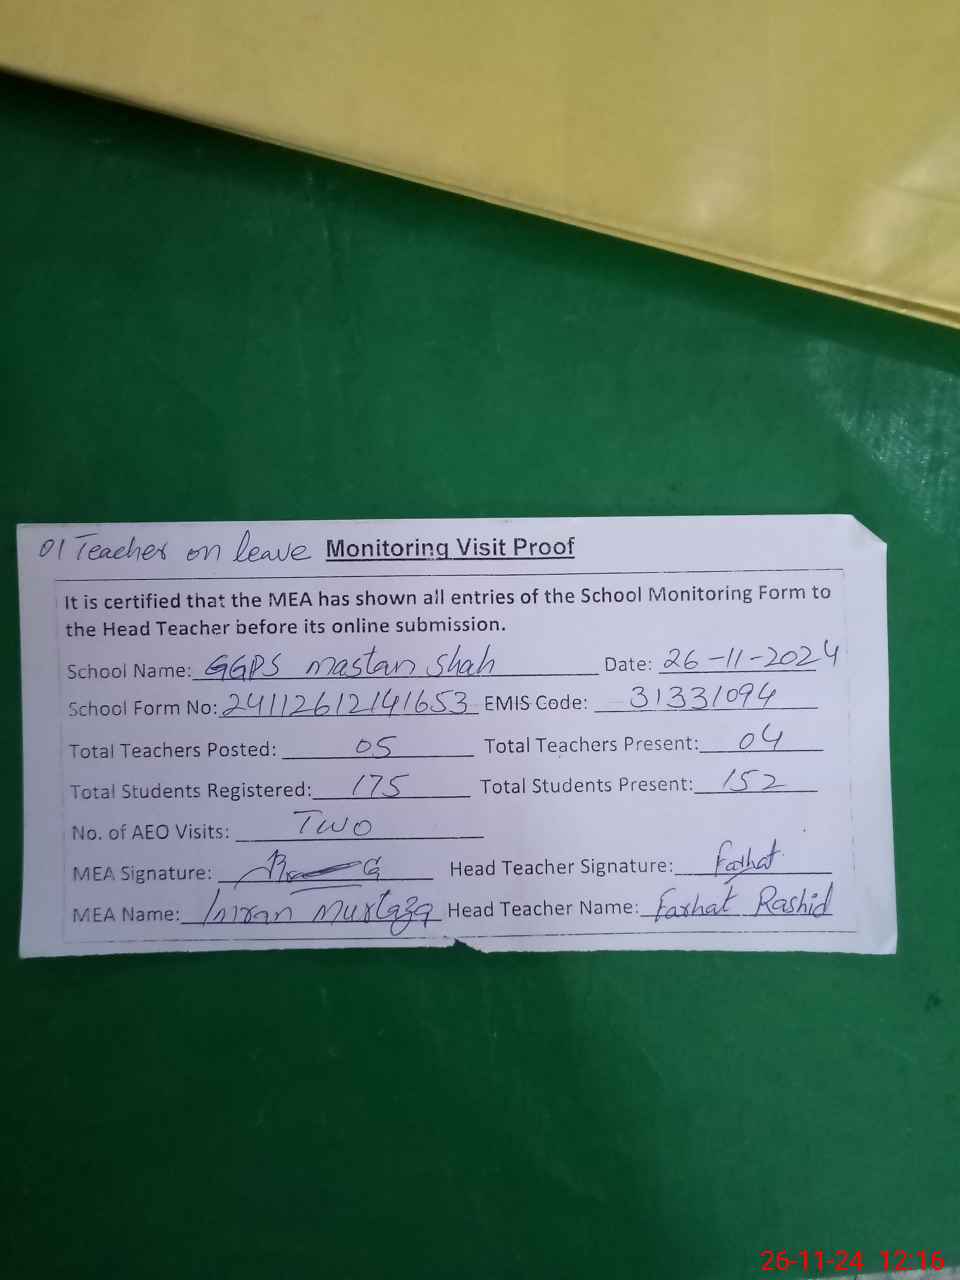 01 Teacher on leave Monitoring Visit Proof
It is certified that the MEA has shown all entries of the School Monitoring Form to
the Head Teacher before its online submission.
School Name: GGPS mastan shah Date: 26-11-2024
School Form No: 24112612141653 EMIS Code: 31331094
Total Teachers Posted: 05 Total Teachers Present: 04
Total Students Registered: 175 Total Students Present: 152
No. of AEO Visits: Two
MEA Signature: Head Teacher Signature: Farhat
MEA Name: Imran Murtaza Head Teacher Name: Farhat Rashid
26-11-24 12:16